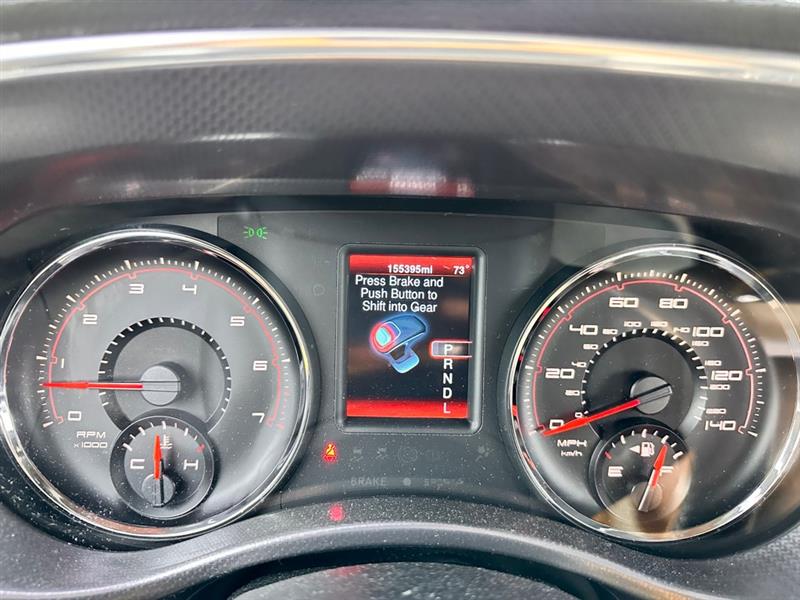 155395mi 73°
Press Brake and
Push Button to
Shift into Gear
P
R
N
D
L
0 1 2 3 4 5 6 7
RPM
x1000
C H
0 20 40 60 80 100 120 140
MPH
km/h
E F
BRAKE